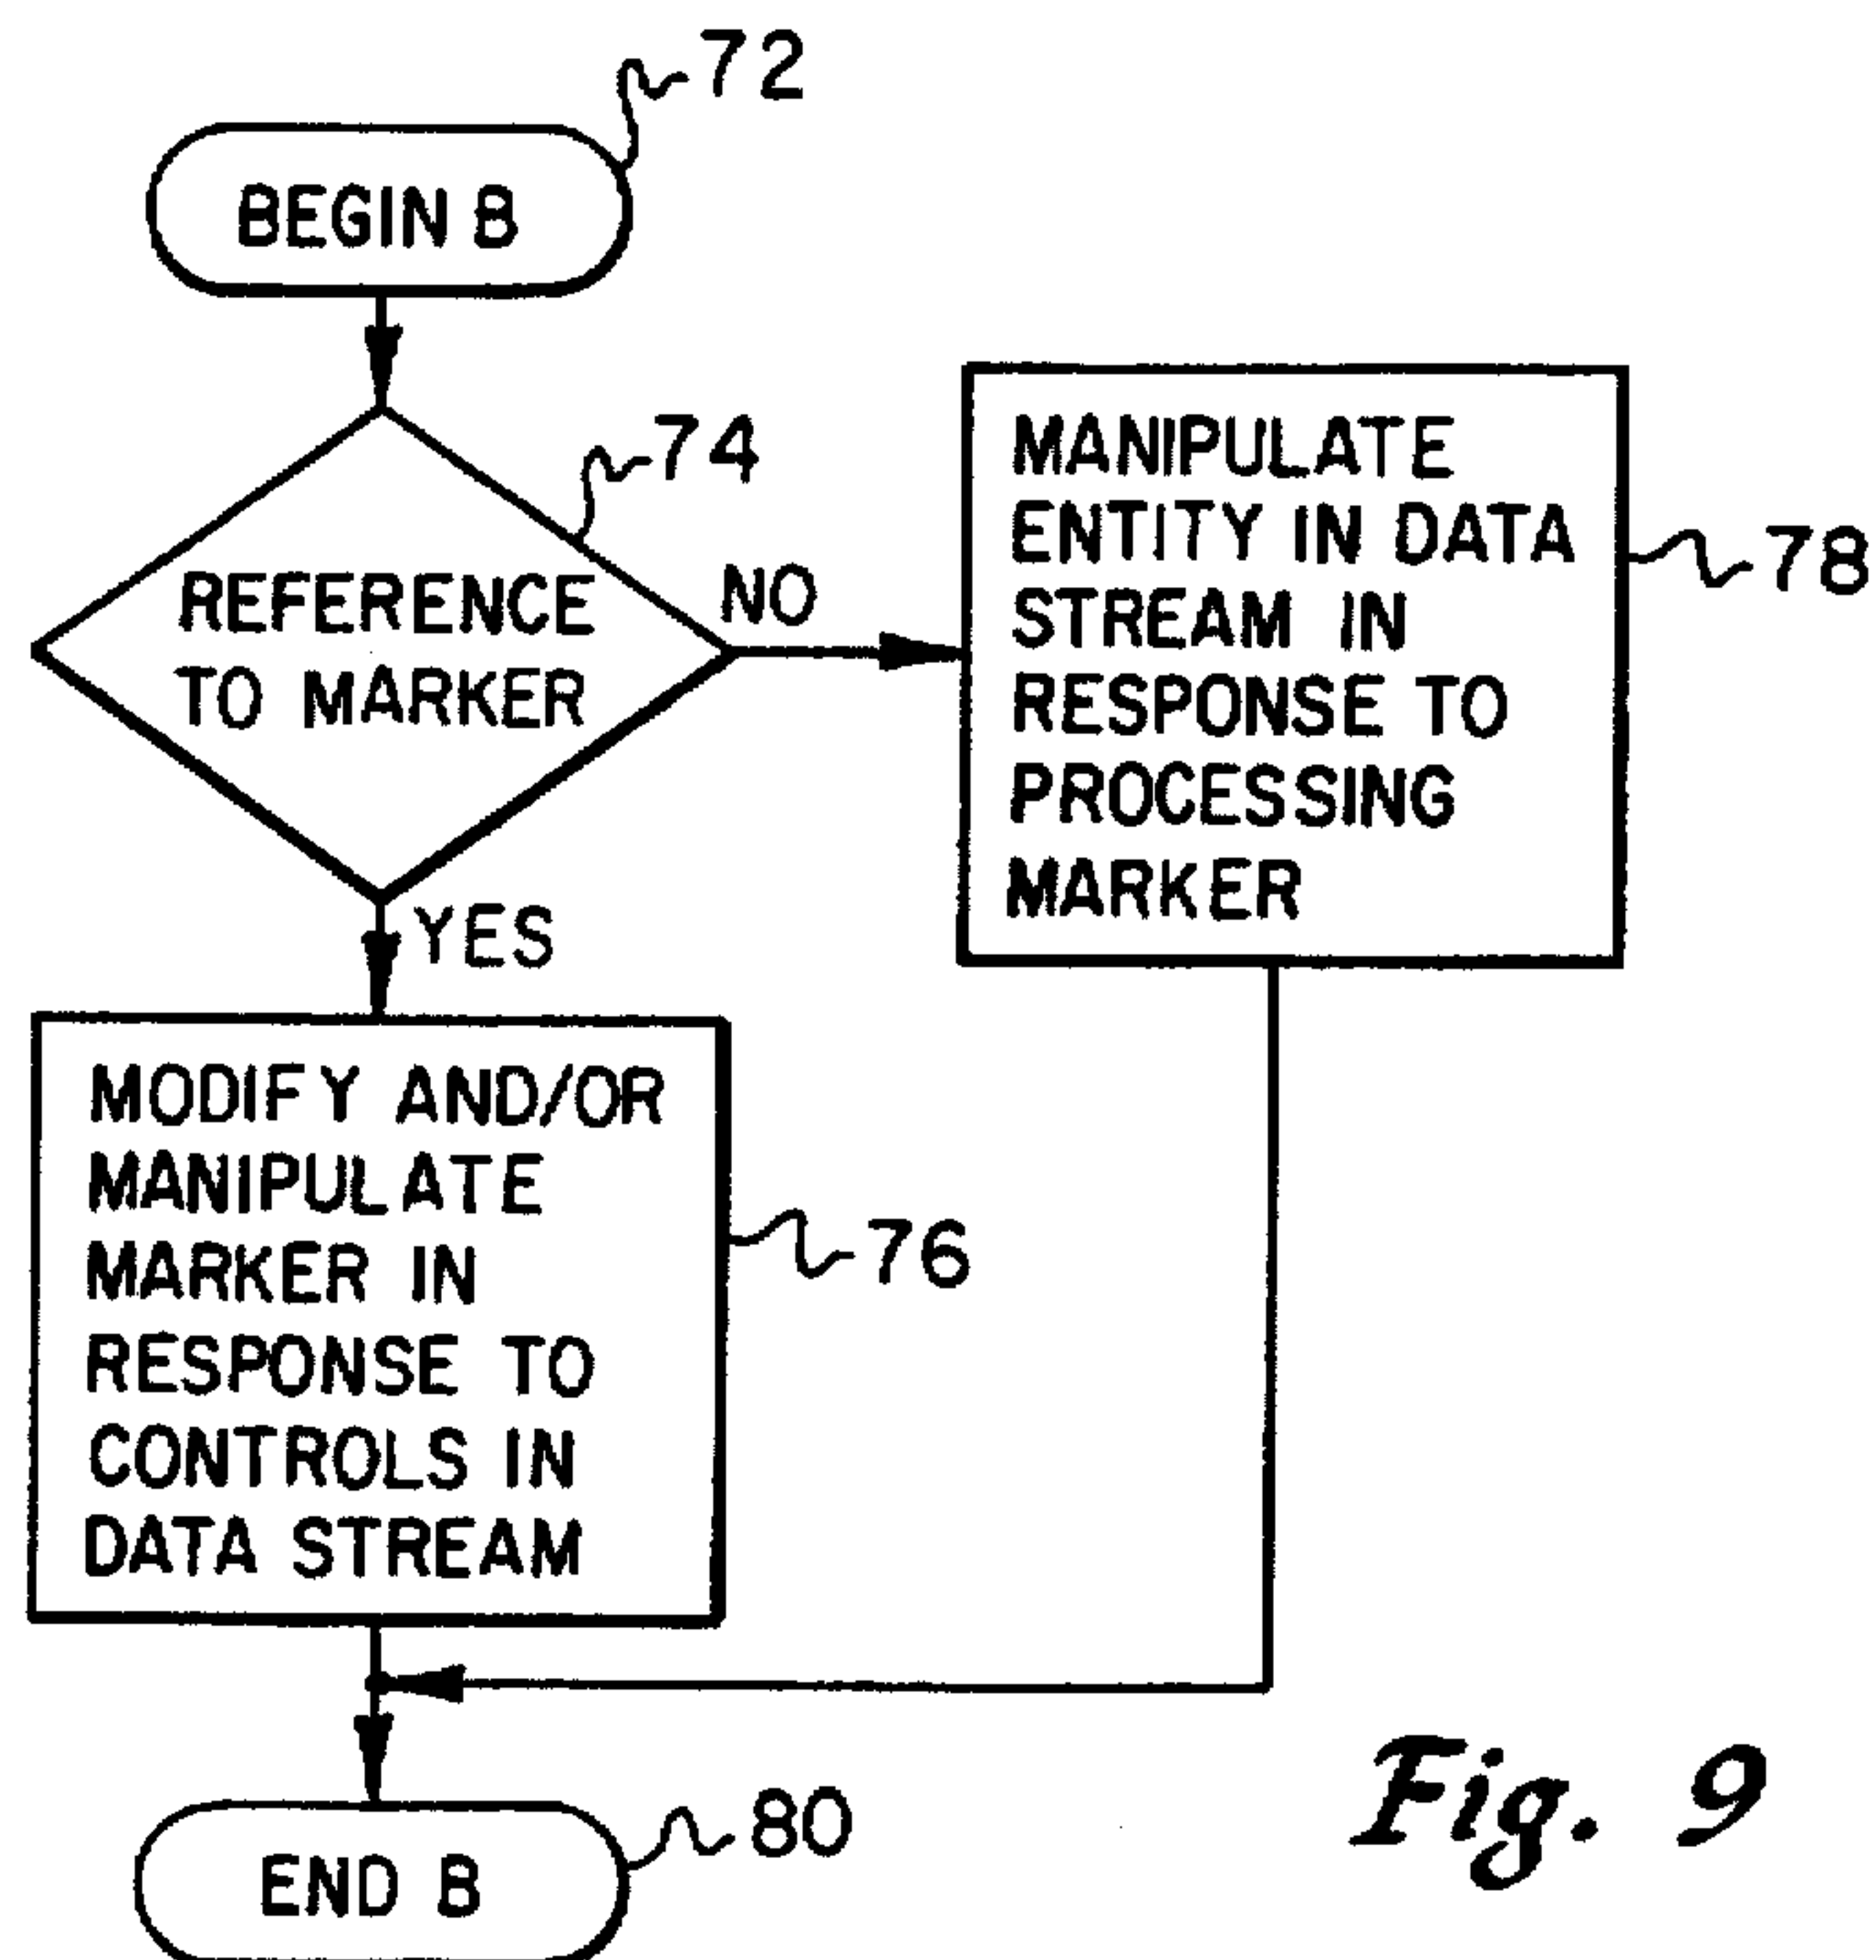 72
BEGIN B
74
REFERENCE
TO MARKER
NO
MANIPULATE
ENTITY IN DATA
STREAM IN
RESPONSE TO
PROCESSING
MARKER
78
YES
MODIFY AND/OR
MANIPULATE
MARKER IN
RESPONSE TO
CONTROLS IN
DATA STREAM
76
80
END B
Fig. 9